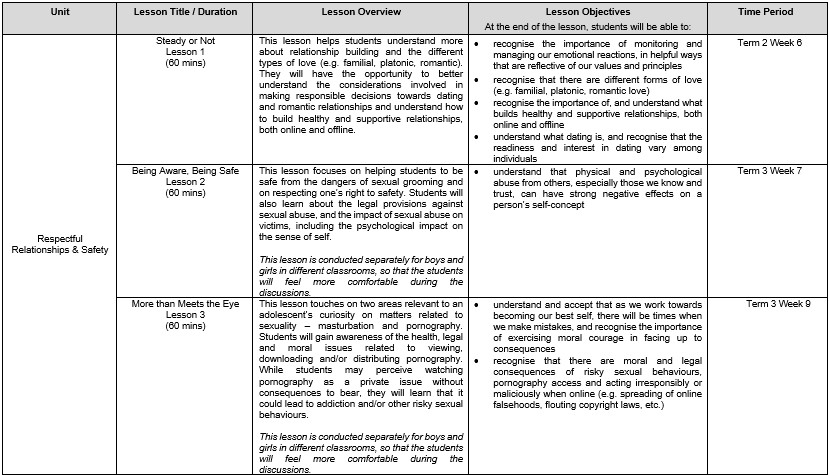 Unit
Lesson Title / Duration
Lesson Overview
Lesson Objectives
At the end of the lesson, students will be able to:
Time Period
Respectful
Relationships & Safety
Steady or Not
Lesson 1
(60 mins)
This lesson helps students understand more
about relationship building and the different
types of love (e.g. familial, platonic, romantic).
They will have the opportunity to better
understand the considerations involved in
making responsible decisions towards dating
and romantic relationships and understand how
to build healthy and supportive relationships,
both online and offline.
• recognise the importance of monitoring and
managing our emotional reactions, in helpful ways
that are reflective of our values and principles
• recognise that there are different forms of love
(e.g. familial, platonic, romantic love)
• recognise the importance of, and understand what
builds healthy and supportive relationships, both
online and offline
• understand what dating is, and recognise that the
readiness and interest in dating vary among
individuals
Term 2 Week 6
Being Aware, Being Safe
Lesson 2
(60 mins)
This lesson focuses on helping students to be
safe from the dangers of sexual grooming and
on respecting one's right to safety. Students will
also learn about the legal provisions against
sexual abuse, and the impact of sexual abuse on
victims, including the psychological impact on
the sense of self.
This lesson is conducted separately for boys and
girls in different classrooms, so that the students
will feel more comfortable during the
discussions.
• understand that physical and psychological
abuse from others, especially those we know and
trust, can have strong negative effects on a
person's self-concept
Term 3 Week 7
More than Meets the Eye
Lesson 3
(60 mins)
This lesson touches on two areas relevant to an
adolescent's curiosity on matters related to
sexuality – masturbation and pornography.
Students will gain awareness of the health, legal
and moral issues related to viewing,
downloading and/or distributing pornography.
While students may perceive watching
pornography as a private issue without
consequences to bear, they will learn that it
could lead to addiction and/or other risky sexual
behaviours.
This lesson is conducted separately for boys and
girls in different classrooms, so that the students
will feel more comfortable during the
discussions.
• understand and accept that as we work towards
becoming our best self, there will be times when
we make mistakes, and recognise the importance
of exercising moral courage in facing up to
consequences
• recognise that there are moral and legal
consequences of risky sexual behaviours,
pornography access and acting irresponsibly or
maliciously when online (e.g. spreading of online
falsehoods, flouting copyright laws, etc.)
Term 3 Week 9